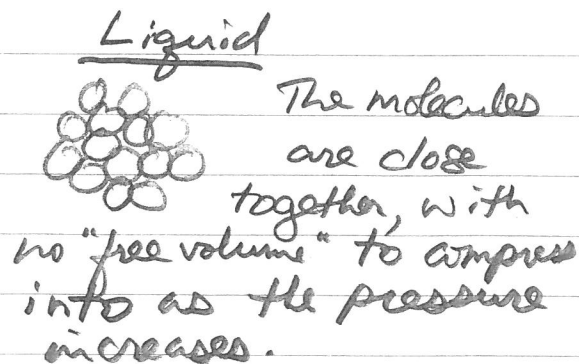 Liquid
The molecules
are close
together, with
no "free volume" to compress
into as the pressure
increases.